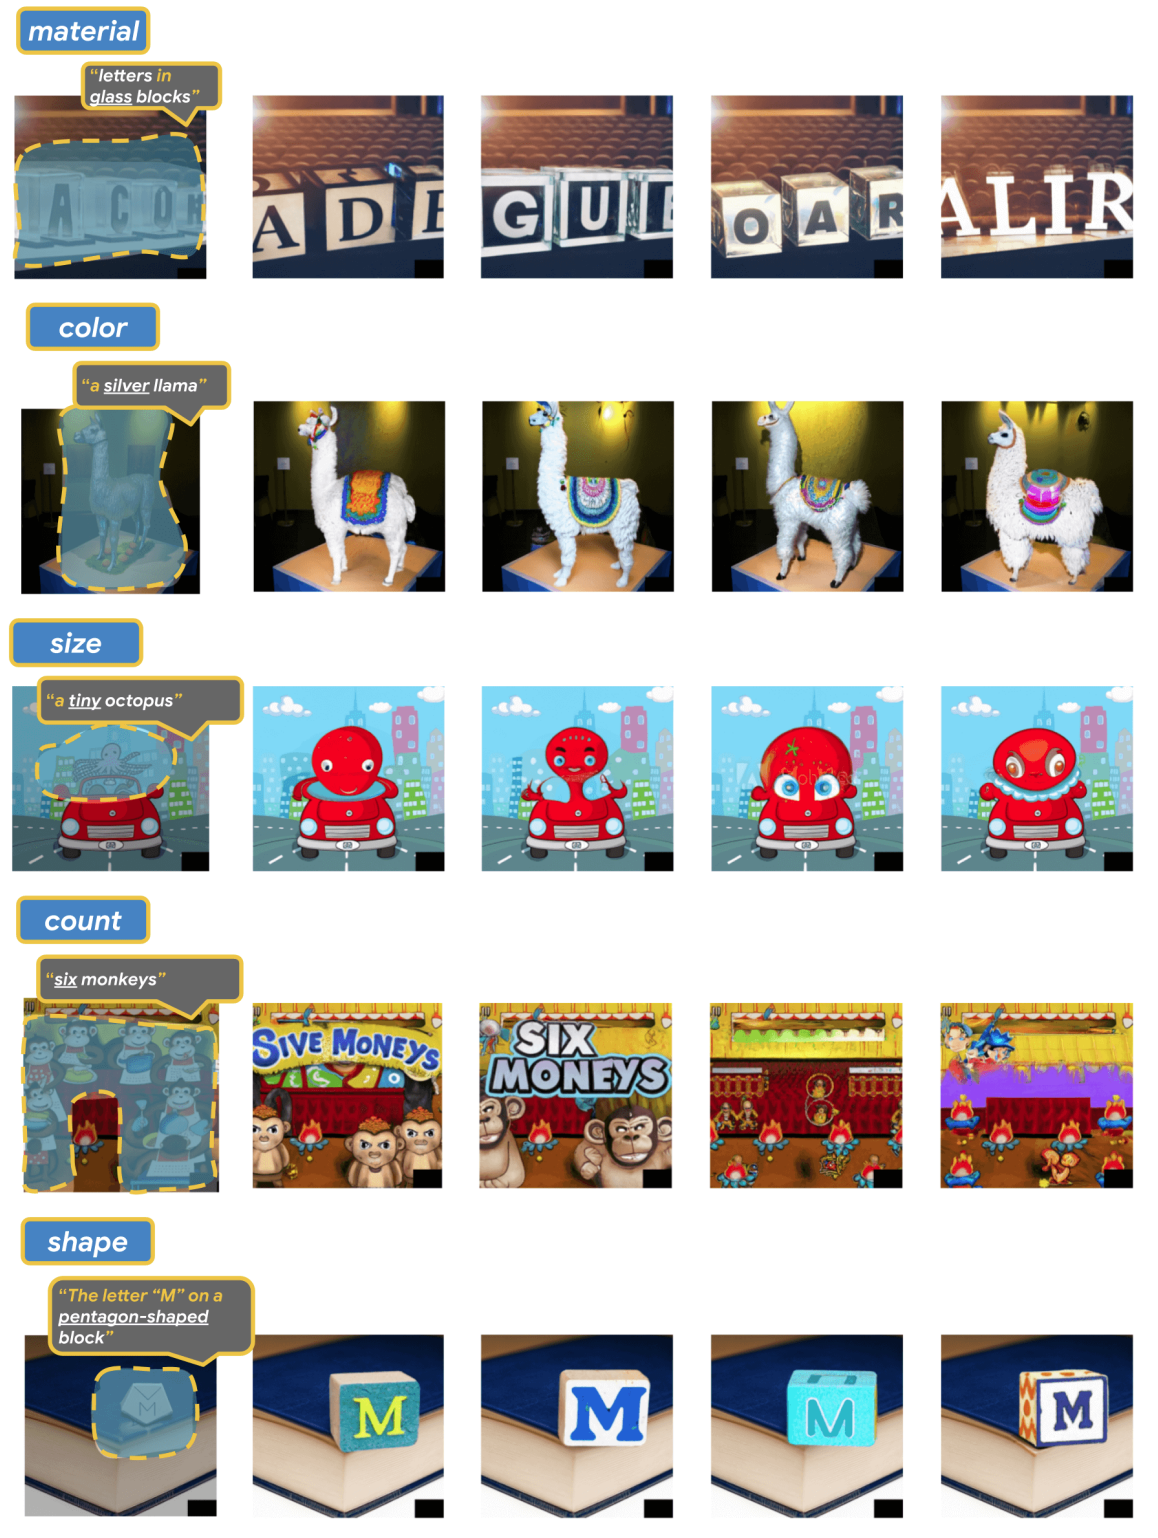 material
“letters in
glass blocks”
A C O
A D E
G U E
O A R
ALIR
color
“a silver llama”
size
“a tiny octopus”
count
“six monkeys”
SIVE MONEYS
SIX
MONEYS
shape
“The letter “M” on a
pentagon-shaped
block”
M
M
M
M
M